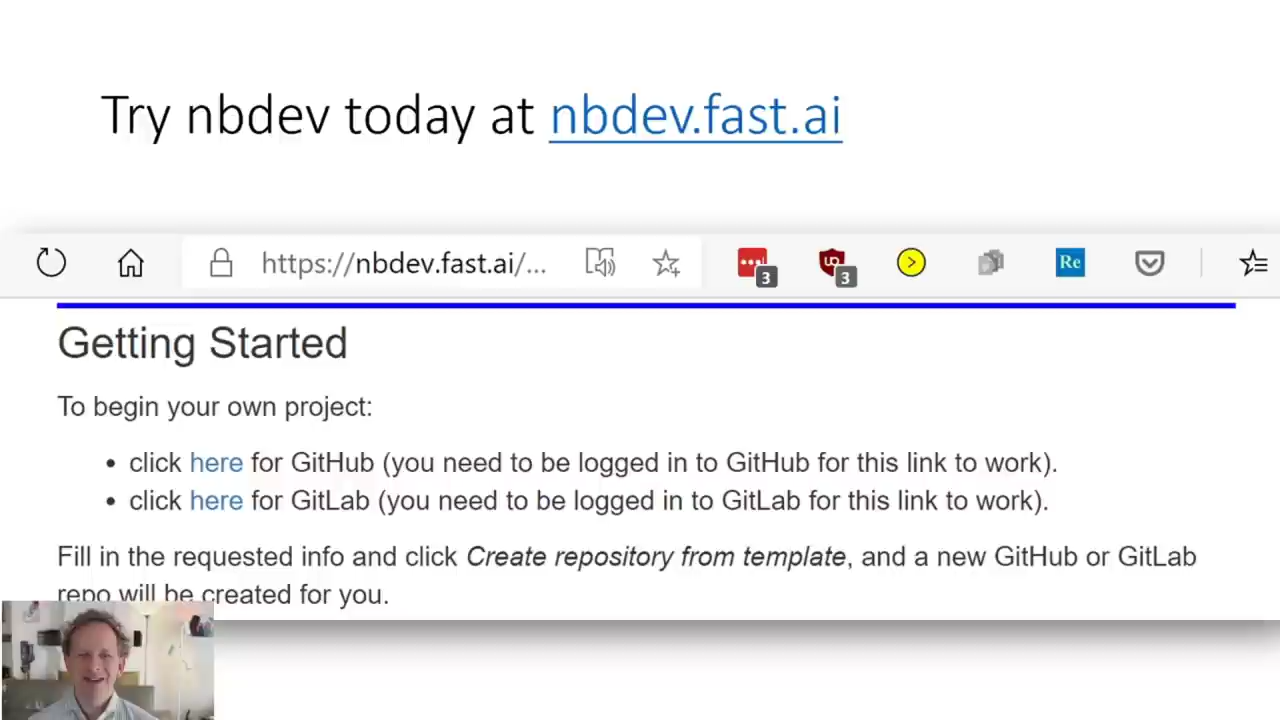 Try nbdev today at nbdev.fast.ai
https://nbdev.fast.ai/...
3
3
Re
Getting Started
To begin your own project:
• click here for GitHub (you need to be logged in to GitHub for this link to work).
• click here for GitLab (you need to be logged in to GitLab for this link to work).
Fill in the requested info and click Create repository from template, and a new GitHub or GitLab
repo will be created for you.